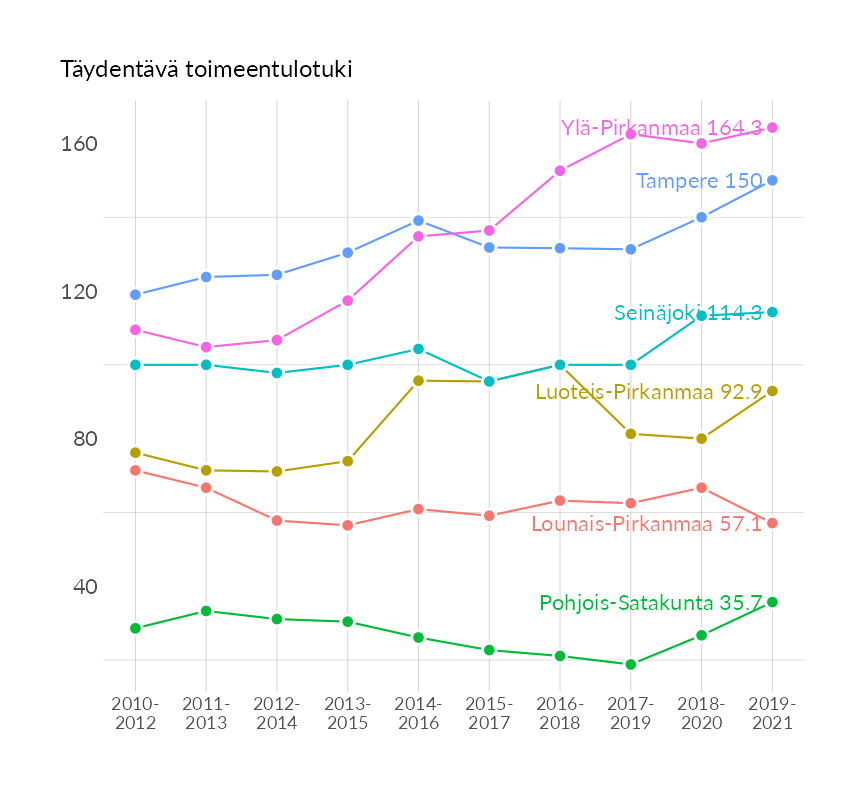 Täydentävä toimeentulotuki
160
120
80
40
Ylä-Pirkanmaa 164.3
Tampere 150
Seinäjoki 114.3
Luoteis-Pirkanmaa 92.9
Lounais-Pirkanmaa 57.1
Pohjois-Satakunta 35.7
2010- 2011- 2012- 2013- 2014- 2015- 2016- 2017- 2018- 2019-
2012 2013 2014 2015 2016 2017 2018 2019 2020 2021